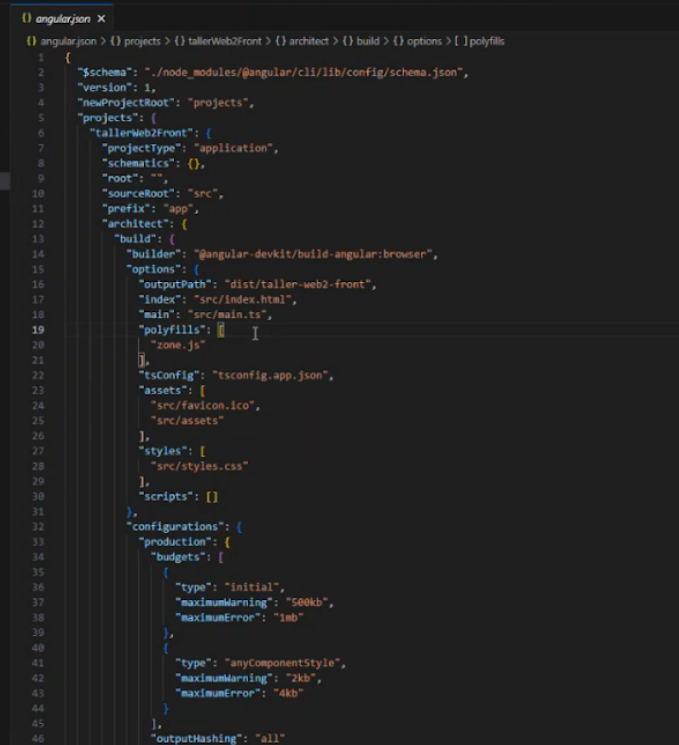 {} angular.json ×
{} angular.json > {} projects > {} tallerWeb2Front > {} architect > {} build > {} options > [ ] polyfills
1 {
2 "$schema": "./node_modules/@angular/cli/lib/config/schema.json",
3 "version": 1,
4 "newProjectRoot": "projects",
5 "projects": {
6 "tallerWeb2Front": {
7 "projectType": "application",
8 "schematics": {},
9 "root": "",
10 "sourceRoot": "src",
11 "prefix": "app",
12 "architect": {
13 "build": {
14 "builder": "@angular-devkit/build-angular:browser",
15 "options": {
16 "outputPath": "dist/taller-web2-front",
17 "index": "src/index.html",
18 "main": "src/main.ts",
19 "polyfills": [
20 "zone.js"
21 ],
22 "tsConfig": "tsconfig.app.json",
23 "assets": [
24 "src/favicon.ico",
25 "src/assets"
26 ],
27 "styles": [
28 "src/styles.css"
29 ],
30 "scripts": []
31 },
32 "configurations": {
33 "production": {
34 "budgets": [
35 {
36 "type": "initial",
37 "maximumWarning": "500kb",
38 "maximumError": "1mb"
39 },
40 {
41 "type": "anyComponentStyle",
42 "maximumWarning": "2kb",
43 "maximumError": "4kb"
44 }
45 ],
46 "outputHashing": "all"